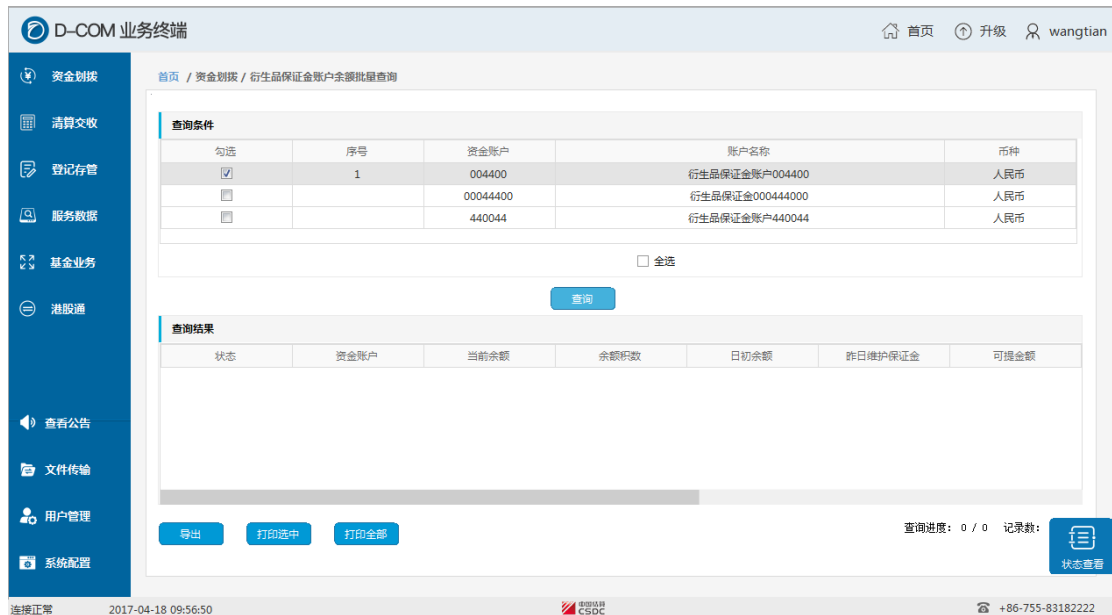 D-COM 业务终端
首页 升级 wangtian
资金划拨
清算交收
登记存管
服务数据
基金业务
港股通
查看公告
文件传输
用户管理
系统配置
首页 / 资金划拨 / 衍生品保证金账户余额批量查询
查询条件
勾选 序号 资金账户 账户名称 币种
1 004400 衍生品保证金账户004400 人民币
00044400 衍生品保证金000444000 人民币
440044 衍生品保证金账户440044 人民币
全选
查询
查询结果
状态 资金账户 当前余额 余额积数 日初余额 昨日维护保证金 可提金额
导出 打印选中 打印全部
查询进度: 0 / 0 记录数:
状态查看
连接正常 2017-04-18 09:56:50 中国结算 CSDC +86-755-83182222